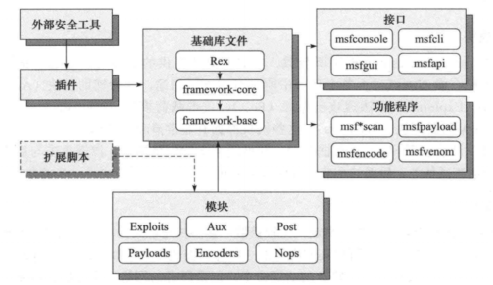 外部安全工具
插件
扩展脚本
基础库文件
Rex
framework-core
framework-base
接口
msfconsole
msfcli
msfgui
msfapi
功能程序
msf*scan
msfpayload
msfencode
msfvenom
模块
Exploits
Aux
Post
Payloads
Encoders
Nops